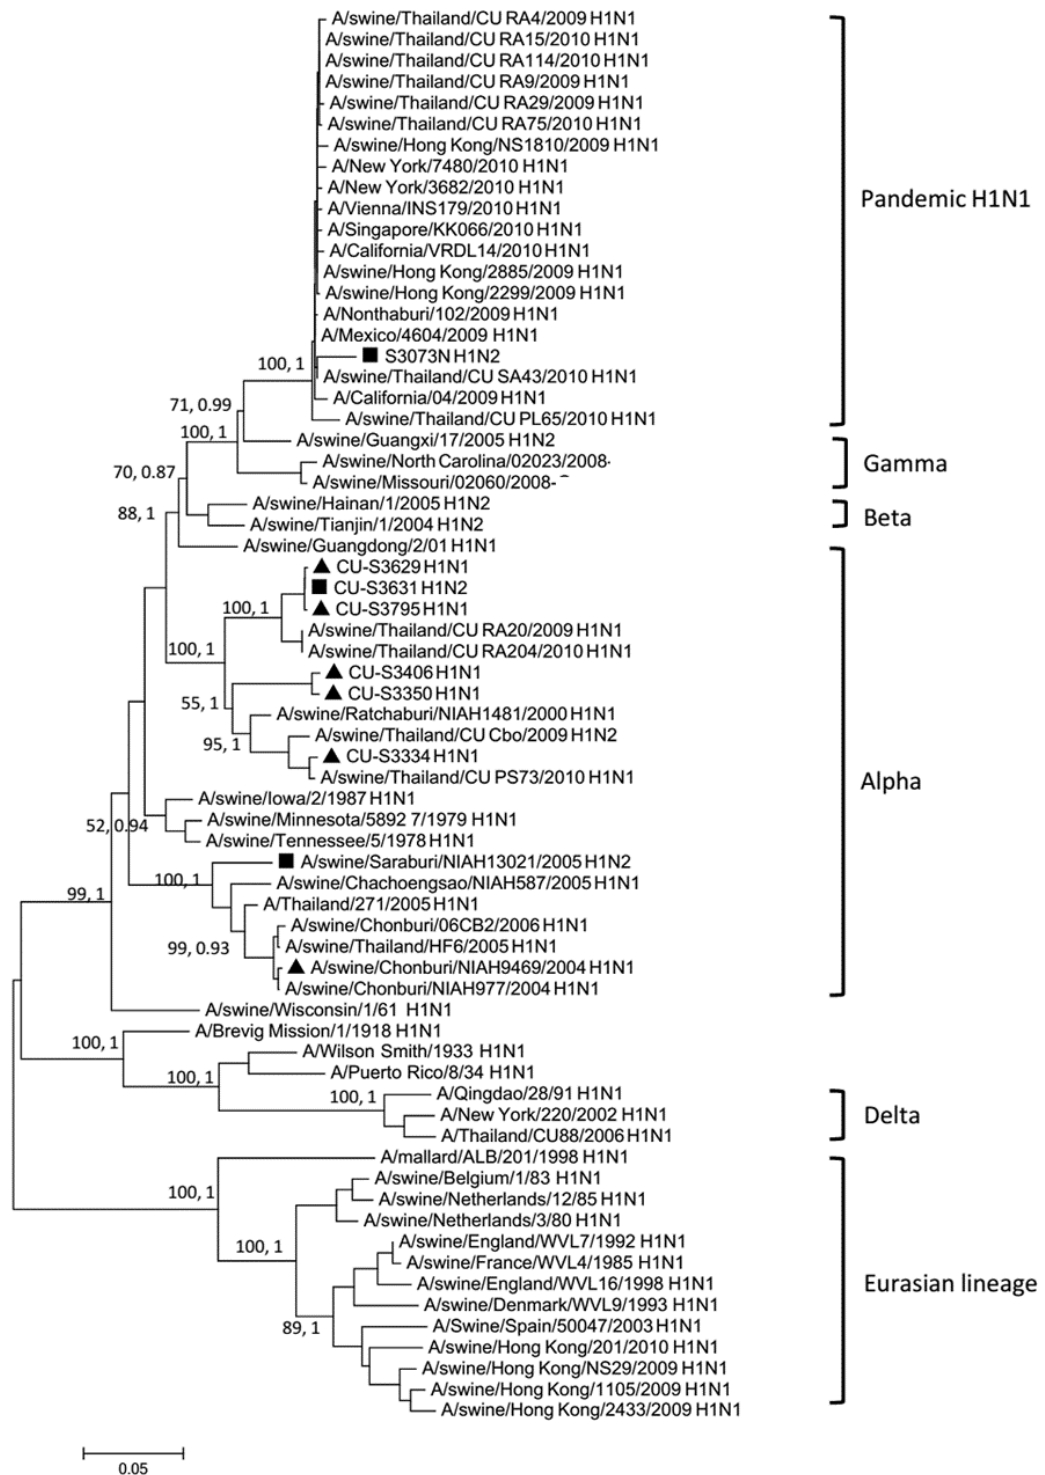 A/swine/Thailand/CU RA4/2009 H1N1
A/swine/Thailand/CU RA15/2010 H1N1
A/swine/Thailand/CU RA114/2010 H1N1
A/swine/Thailand/CU RA9/2009 H1N1
A/swine/Thailand/CU RA29/2009 H1N1
A/swine/Thailand/CU RA75/2010 H1N1
A/swine/Hong Kong/NS1810/2009 H1N1
A/New York/7480/2010 H1N1
A/New York/3682/2010 H1N1
Pandemic H1N1
A/Vienna/INS179/2010 H1N1
A/Singapore/KK066/2010 H1N1
A/California/VRDL14/2010 H1N1
A/swine/Hong Kong/2885/2009 H1N1
A/swine/Hong Kong/2299/2009 H1N1
A/Nonthaburi/102/2009 H1N1
A/Mexico/4604/2009 H1N1
S3073N H1N2
100, 1
A/swine/Thailand/CU SA43/2010 H1N1
A/California/04/2009 H1N1
71, 0.99
A/swine/Thailand/CU PL65/2010 H1N1
100, 1
A/swine/Guangxi/17/2005 H1N2
A/swine/North Carolina/02023/2008-
Gamma
70, 0.87
A/swine/Missouri/02060/2008-
A/swine/Hainan/1/2005 H1N2
88, 1
Beta
A/swine/Tianjin/1/2004 H1N2
A/swine/Guangdong/2/01 H1N1
CU-S3629 H1N1
CU-S3631 H1N2
100, 1
CU-S3795 H1N1
A/swine/Thailand/CU RA20/2009 H1N1
100, 1
A/swine/Thailand/CU RA204/2010 H1N1
CU-S3406 H1N1
CU-S3350 H1N1
55, 1
A/swine/Ratchaburi/NIAH1481/2000 H1N1
A/swine/Thailand/CU Cbo/2009 H1N2
95, 1
CU-S3334 H1N1
A/swine/Thailand/CU PS73/2010 H1N1
Alpha
A/swine/Iowa/2/1987 H1N1
A/swine/Minnesota/5892 7/1979 H1N1
52, 0.94
A/swine/Tennessee/5/1978 H1N1
A/swine/Saraburi/NIAH13021/2005 H1N2
100, 1
A/swine/Chachoengsao/NIAH587/2005 H1N1
99, 1
A/Thailand/271/2005 H1N1
A/swine/Chonburi/06CB2/2006 H1N1
99, 0.93
A/swine/Thailand/HF6/2005 H1N1
A/swine/Chonburi/NIAH9469/2004 H1N1
A/swine/Chonburi/NIAH977/2004 H1N1
A/swine/Wisconsin/1/61 H1N1
A/Brevig Mission/1/1918 H1N1
100, 1
A/Wilson Smith/1933 H1N1
A/Puerto Rico/8/34 H1N1
100, 1
A/Qingdao/28/91 H1N1
100, 1
A/New York/220/2002 H1N1
Delta
A/Thailand/CU88/2006 H1N1
A/mallard/ALB/201/1998 H1N1
A/swine/Belgium/1/83 H1N1
100, 1
A/swine/Netherlands/12/85 H1N1
A/swine/Netherlands/3/80 H1N1
A/swine/England/WVL7/1992 H1N1
100, 1
A/swine/France/WVL4/1985 H1N1
A/swine/England/WVL16/1998 H1N1
Eurasian lineage
A/swine/Denmark/WVL9/1993 H1N1
A/Swine/Spain/50047/2003 H1N1
89, 1
A/swine/Hong Kong/201/2010 H1N1
A/swine/Hong Kong/NS29/2009 H1N1
A/swine/Hong Kong/1105/2009 H1N1
A/swine/Hong Kong/2433/2009 H1N1
0.05